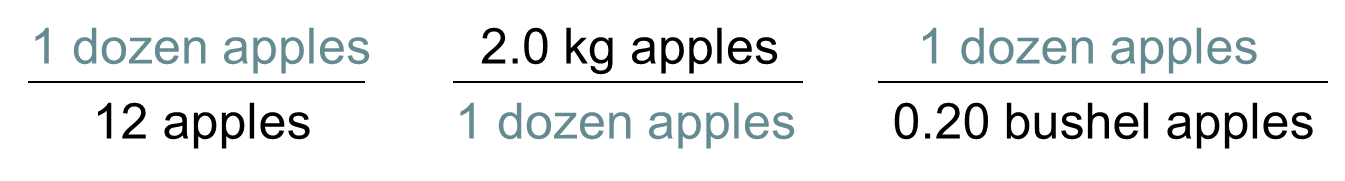 1 dozen apples
12 apples
2.0 kg apples
1 dozen apples
1 dozen apples
0.20 bushel apples